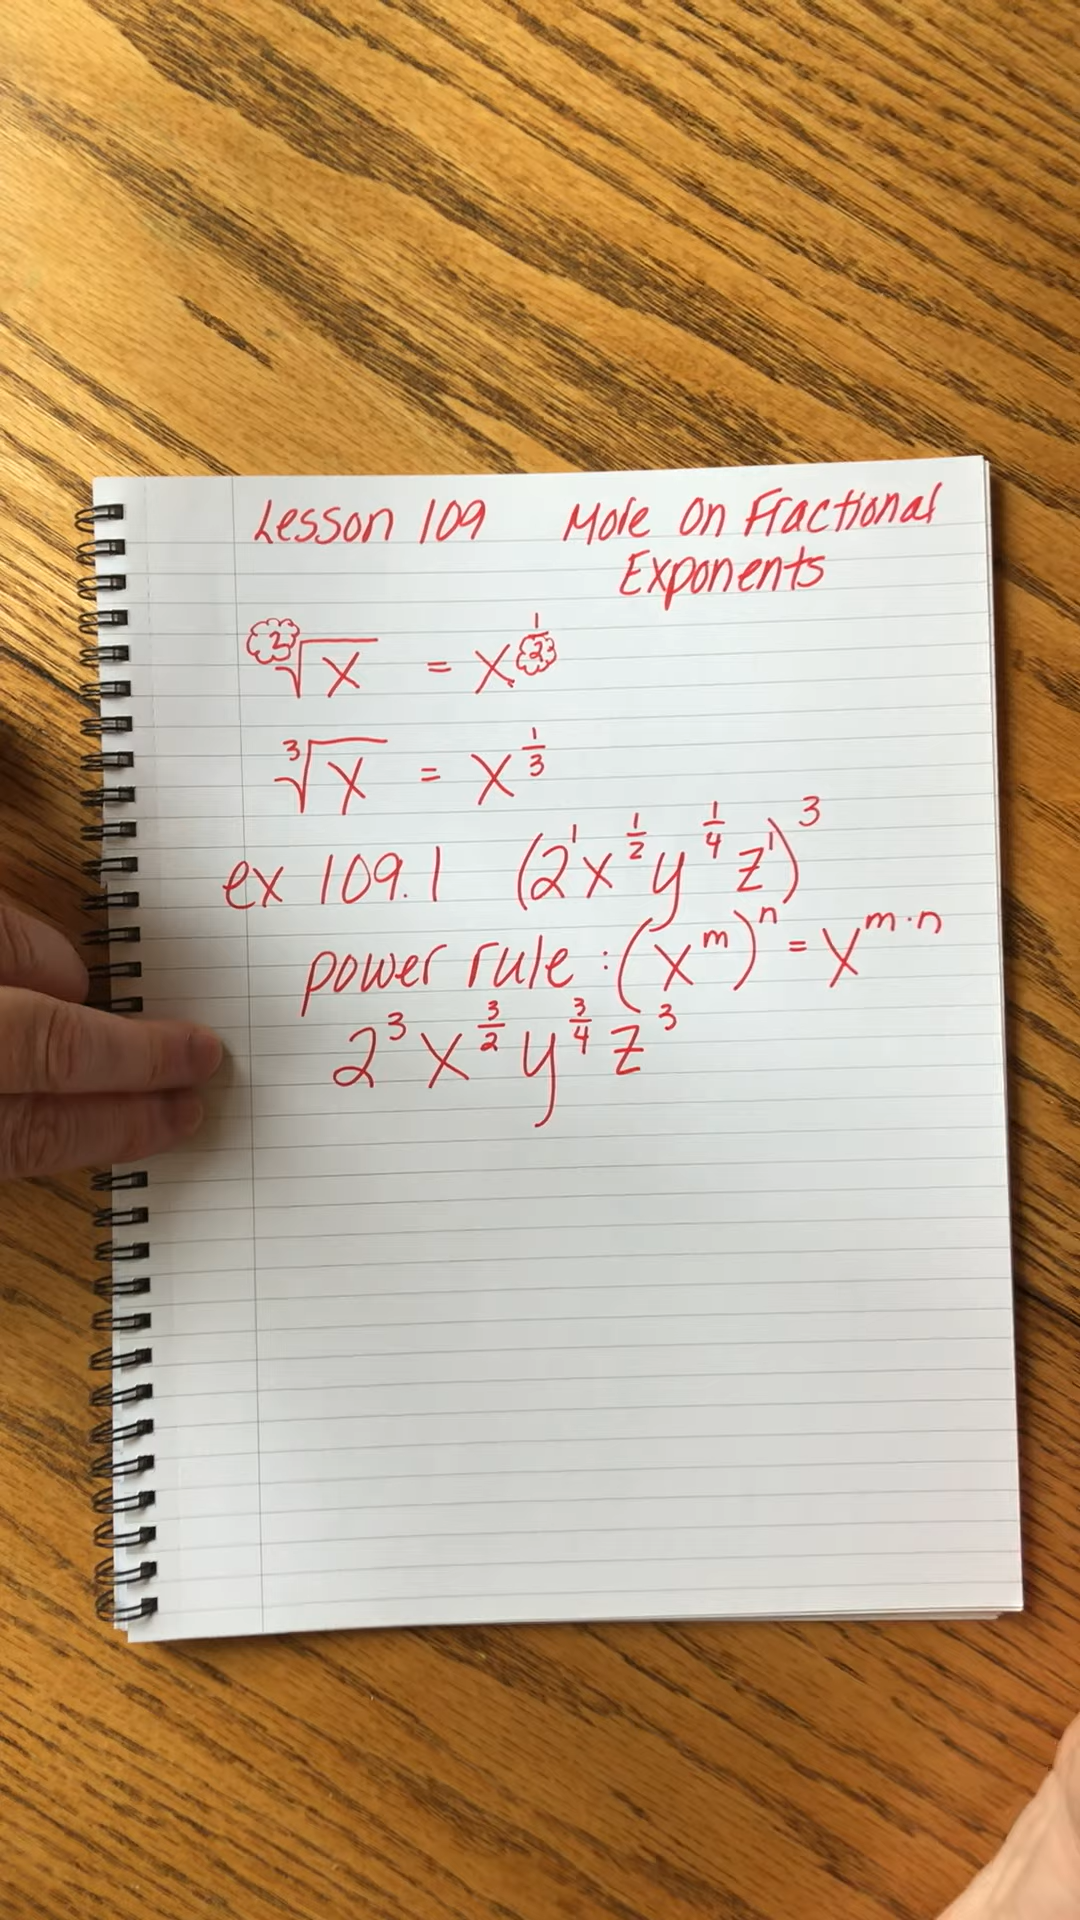 Lesson 109 More On Fractional
Exponents
²√x = x^(1/2)
³√x = x^(1/3)
ex 109.1 (2¹x^(1/2)y^(1/4)z¹)³
power rule : (x^m)^n = x^(m·n)
2³x^(3/2)y^(3/4)z³